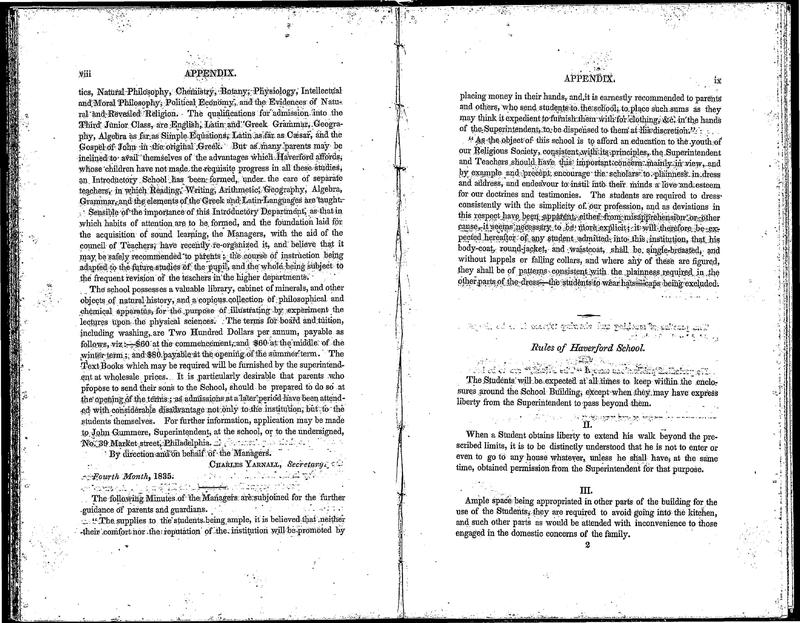 viii
APPENDIX.
tics, Natural Philosophy, Chemistry, Botany, Physiology, Intellectual
and Moral Philosophy, Political Economy, and the Evidences of Natu-
ral and Revealed Religion. The qualifications for admission into the
Third Junior Class, are English, Latin and Greek Grammar, Geogra-
phy, Algebra as far as Simple Equations, Latin as far as Cæsar, and the
Gospel of John in the original Greek. But as many parents may be
inclined to avail themselves of the advantages which Haverford affords,
whose children have not made the requisite progress in all these studies,
an Introductory School has been formed, under the care of separate
teachers, in which Reading, Writing, Arithmetic, Geography, Algebra,
Grammar, and the elements of the Greek and Latin Languages are taught.
Sensible of the importance of this Introductory Department, as that in
which habits of attention are to be formed, and the foundation laid for
the acquisition of sound learning, the Managers, with the aid of the
council of Teachers, have recently re-organized it, and believe that it
may be safely recommended to parents; the course of instruction being
adapted to the future studies of the pupil, and the whole being subject to
the frequent revision of the teachers in the higher departments.
The school possesses a valuable library, cabinet of minerals, and other
objects of natural history, and a copious collection of philosophical and
chemical apparatus, for the purpose of illustrating by experiment the
lectures upon the physical sciences. The terms for board and tuition,
including washing, are Two Hundred Dollars per annum, payable as
follows, viz:—$60 at the commencement, and $60 at the middle of the
winter term; and $80 payable at the opening of the summer term. The
Text Books which may be required will be furnished by the superintend-
ent at wholesale prices. It is particularly desirable that parents who
propose to send their sons to the School, should be prepared to do so at
the opening of the terms; as admissions at a later period have been attend-
ed with considerable disadvantage not only to the institution, but to the
students themselves. For further information, application may be made
to John Gummere, Superintendent, at the school, or to the undersigned,
No. 39 Market street, Philadelphia.
By direction and on behalf of the Managers.
CHARLES YARNALL, Secretary.
Fourth Month, 1835.
The following Minutes of the Managers are subjoined for the further
guidance of parents and guardians.
"The supplies to the students being ample, it is believed that neither
their comfort nor the reputation of the institution will be promoted by
APPENDIX.
ix
placing money in their hands, and it is earnestly recommended to parents
and others, who send students to the school, to place such sums as they
may think it expedient to furnish them with for clothing, &c. in the hands
of the Superintendent, to be dispensed to them at his discretion."
"As the object of this school is to afford an education to the youth of
our Religious Society, consistent with its principles, the Superintendent
and Teachers should have this important concern mainly in view, and
by example and precept encourage the scholars to plainness in dress
and address, and endeavour to instil into their minds a love and esteem
for our doctrines and testimonies. The students are required to dress
consistently with the simplicity of our profession, and as deviations in
this respect have been apparent, either from misapprehension or other
cause, it seems necessary to be more explicit; it will therefore be ex-
pected hereafter of any student admitted into this institution, that his
body-coat, round-jacket, and waistcoat, shall be single-breasted, and
without lappels or falling collars, and where any of these are figured,
they shall be of patterns consistent with the plainness required in the
other parts of the dress—the students to wear hats—caps being excluded.
Rules of Haverford School.
The Students will be expected at all times to keep within the enclo-
sures around the School Building, except when they may have express
liberty from the Superintendent to pass beyond them.
II.
When a Student obtains liberty to extend his walk beyond the pre-
scribed limits, it is to be distinctly understood that he is not to enter or
even to go to any house whatever, unless he shall have, at the same
time, obtained permission from the Superintendent for that purpose.
III.
Ample space being appropriated in other parts of the building for the
use of the Students, they are required to avoid going into the kitchen,
and such other parts as would be attended with inconvenience to those
engaged in the domestic concerns of the family.
2